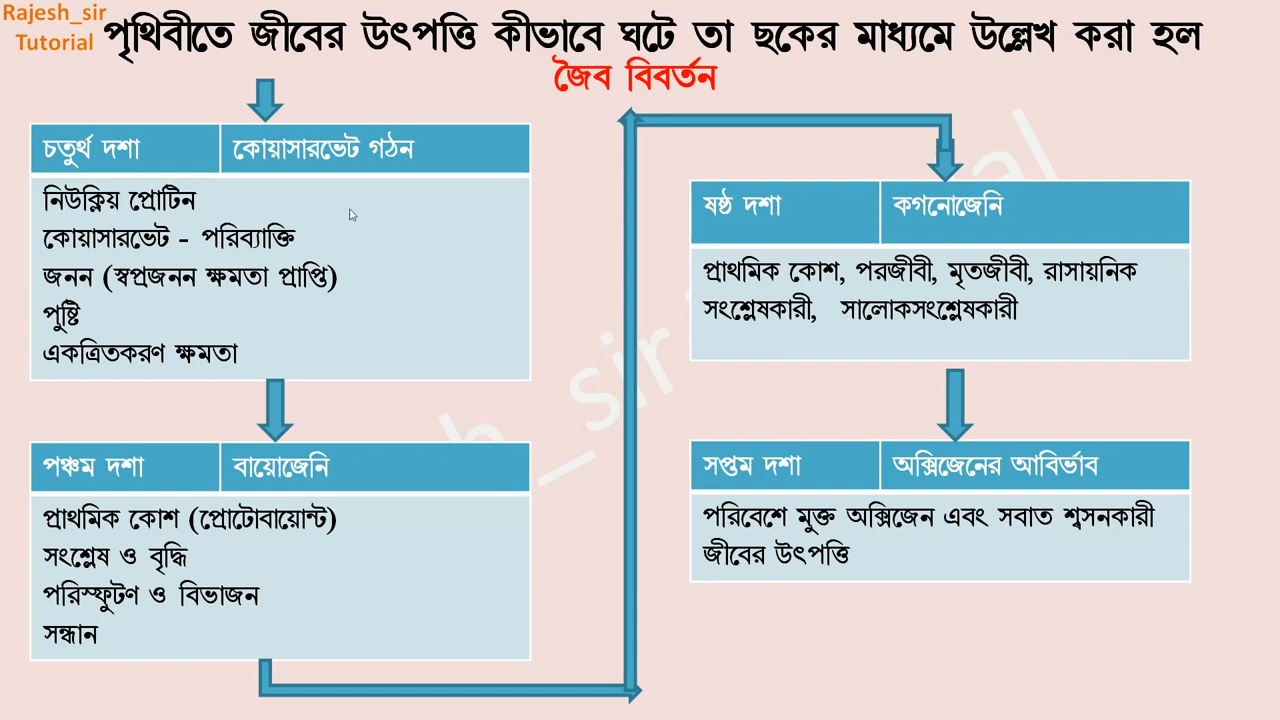 Rajesh_sir
Tutorial
পৃথিবীতে জীবের উৎপত্তি কীভাবে ঘটে তা ছকের মাধ্যমে উল্লেখ করা হল
জৈব বিবর্তন
চতুর্থ দশা কোয়াসারভেট গঠন
নিউক্লিয় প্রোটিন
কোয়াসারভেট - পরিব্যাক্তি
জনন (স্বপ্রজনন ক্ষমতা প্রাপ্তি)
পুষ্টি
একত্রিতকরণ ক্ষমতা
পঞ্চম দশা বায়োজেনি
প্রাথমিক কোশ (প্রোটোবায়োন্ট)
সংশ্লেষ ও বৃদ্ধি
পরিস্ফুটণ ও বিভাজন
সন্ধান
ষষ্ঠ দশা কগনোজেনি
প্রাথমিক কোশ, পরজীবী, মৃতজীবী, রাসায়নিক
সংশ্লেষকারী, সালোকসংশ্লেষকারী
সপ্তম দশা অক্সিজেনের আবির্ভাব
পরিবেশে মুক্ত অক্সিজেন এবং সবাত শ্বসনকারী
জীবের উৎপত্তি